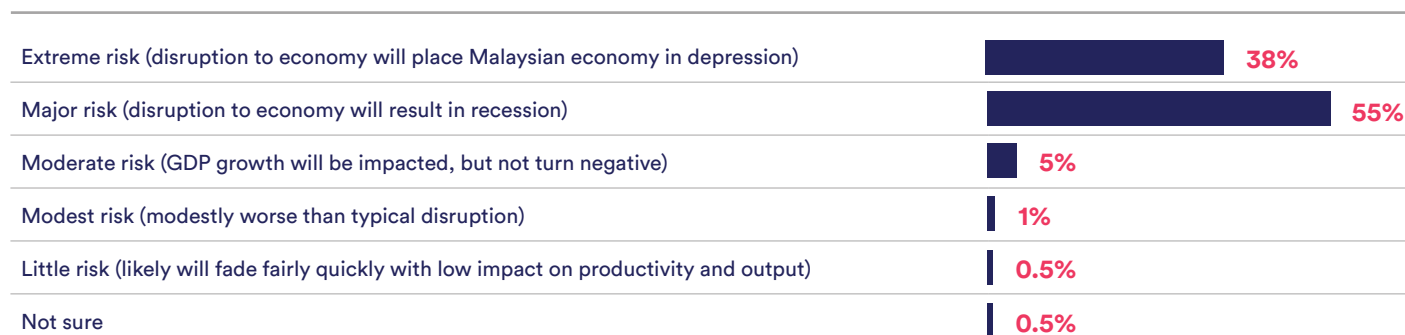 Extreme risk (disruption to economy will place Malaysian economy in depression) 38%
Major risk (disruption to economy will result in recession) 55%
Moderate risk (GDP growth will be impacted, but not turn negative) 5%
Modest risk (modestly worse than typical disruption) 1%
Little risk (likely will fade fairly quickly with low impact on productivity and output) 0.5%
Not sure 0.5%